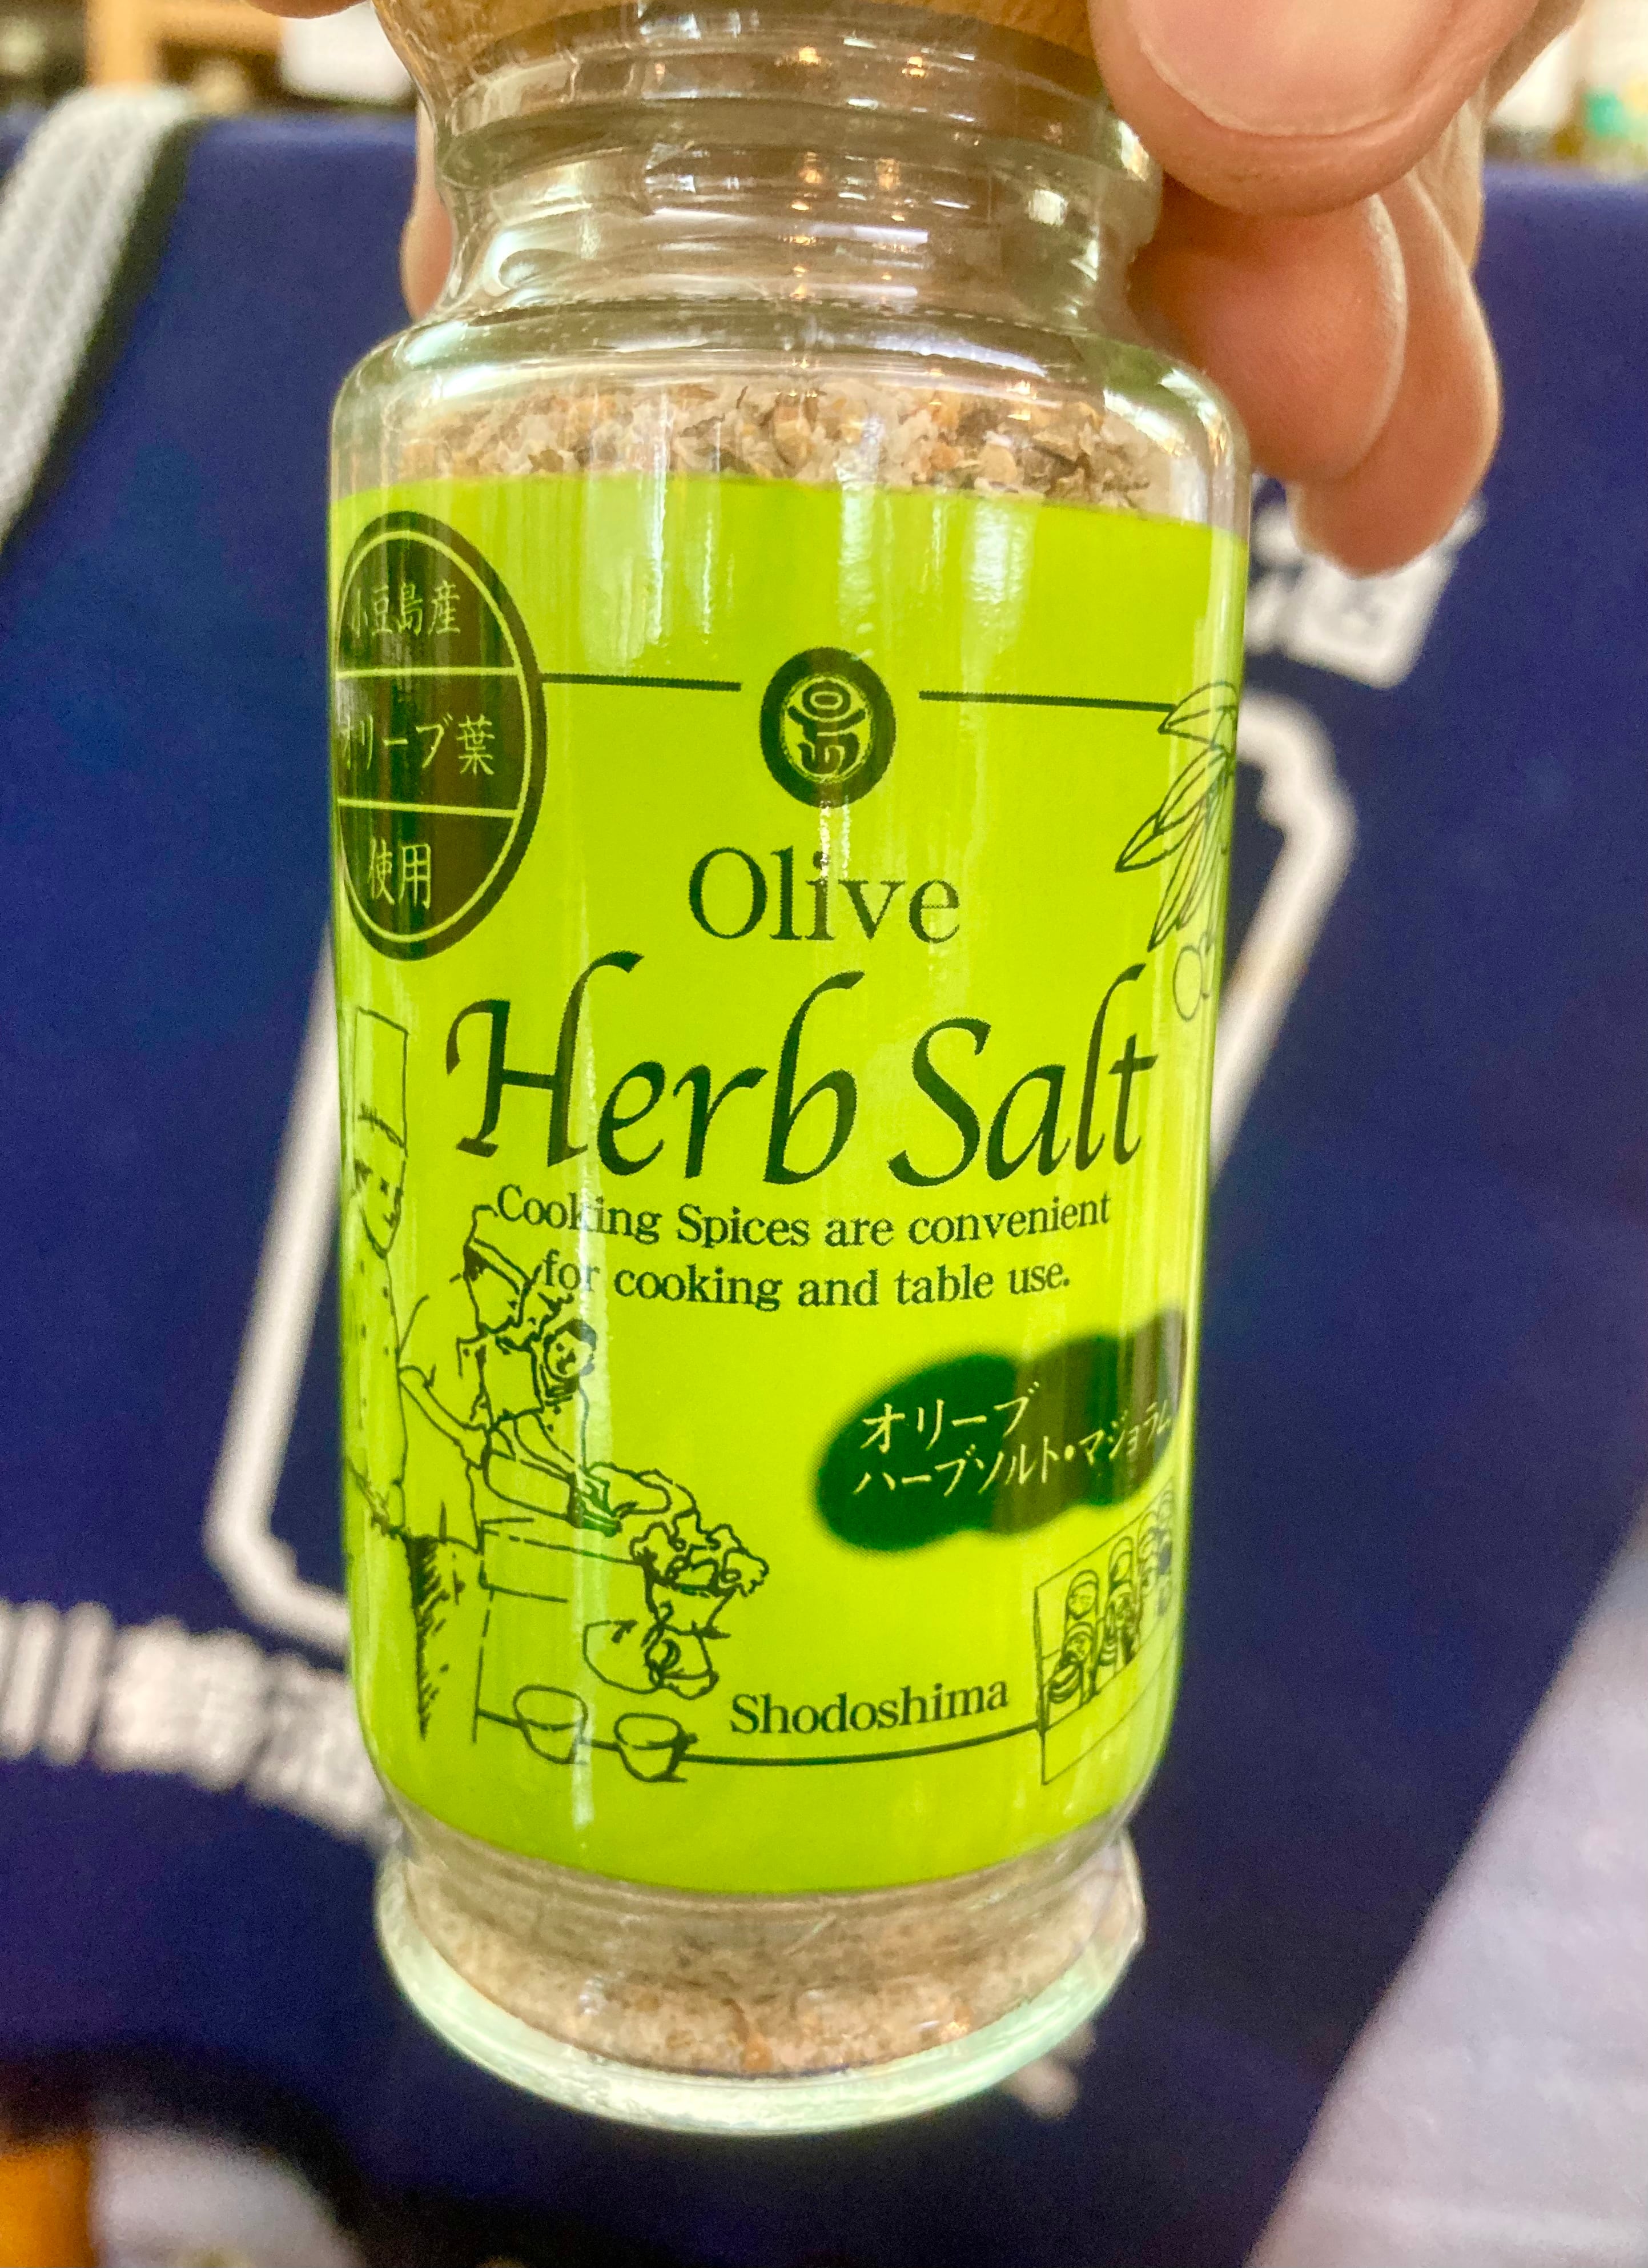 小豆島産
オリーブ葉
使用
Olive
Herb Salt
Cooking Spices are convenient
for cooking and table use.
オリーブ
ハーブソルト・マジョラム
Shodoshima